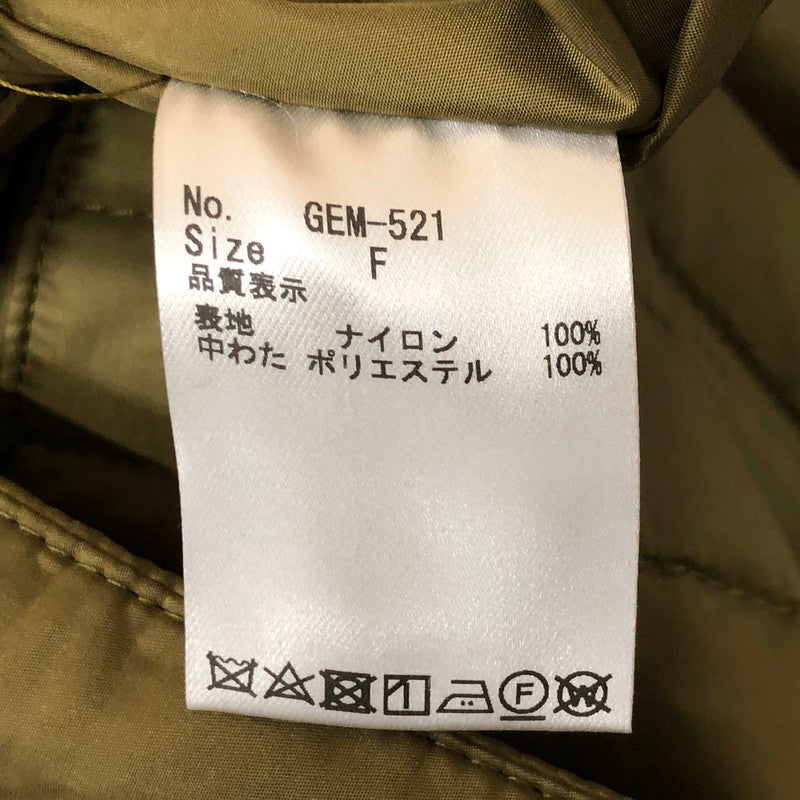 No. GEM-521
Size F
品質表示
表地 ナイロン 100%
中わた ポリエステル 100%
F W